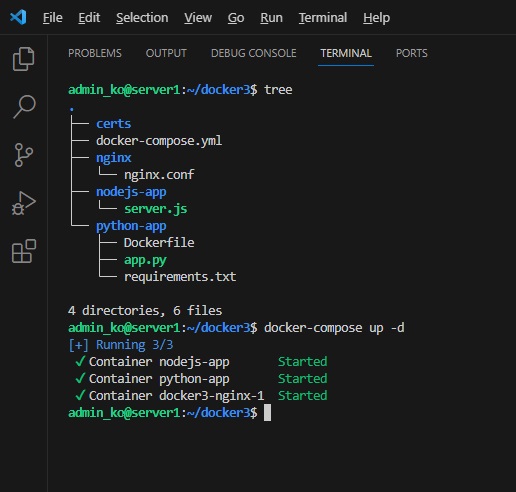 File Edit Selection View Go Run Terminal Help
PROBLEMS OUTPUT DEBUG CONSOLE TERMINAL PORTS
admin_ko@server1:~/docker3$ tree
.
├── certs
├── docker-compose.yml
├── nginx
│   └── nginx.conf
├── nodejs-app
│   └── server.js
└── python-app
    ├── Dockerfile
    ├── app.py
    └── requirements.txt
4 directories, 6 files
admin_ko@server1:~/docker3$ docker-compose up -d
[+] Running 3/3
 ✓ Container nodejs-app Started
 ✓ Container python-app Started
 ✓ Container docker3-nginx-1 Started
admin_ko@server1:~/docker3$